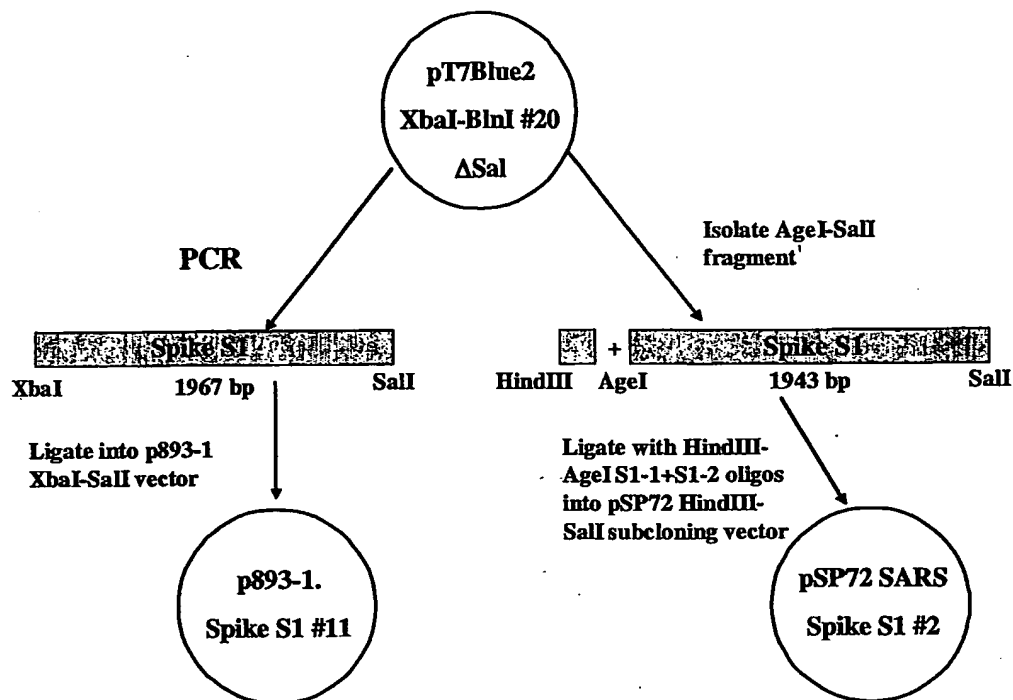 pT7Blue2
XbaI-BlnI #20
ΔSal
PCR
Isolate AgeI-SalI
fragment
Spike S1
+
Spike S1
XbaI
1967 bp
SalI
HindIII
AgeI
1943 bp
SalI
Ligate into p893-1
XbaI-SalI vector
Ligate with HindIII-
AgeI S1-1+S1-2 oligos
into pSP72 HindIII-
SalI subcloning vector
p893-1.
Spike S1 #11
pSP72 SARS
Spike S1 #2